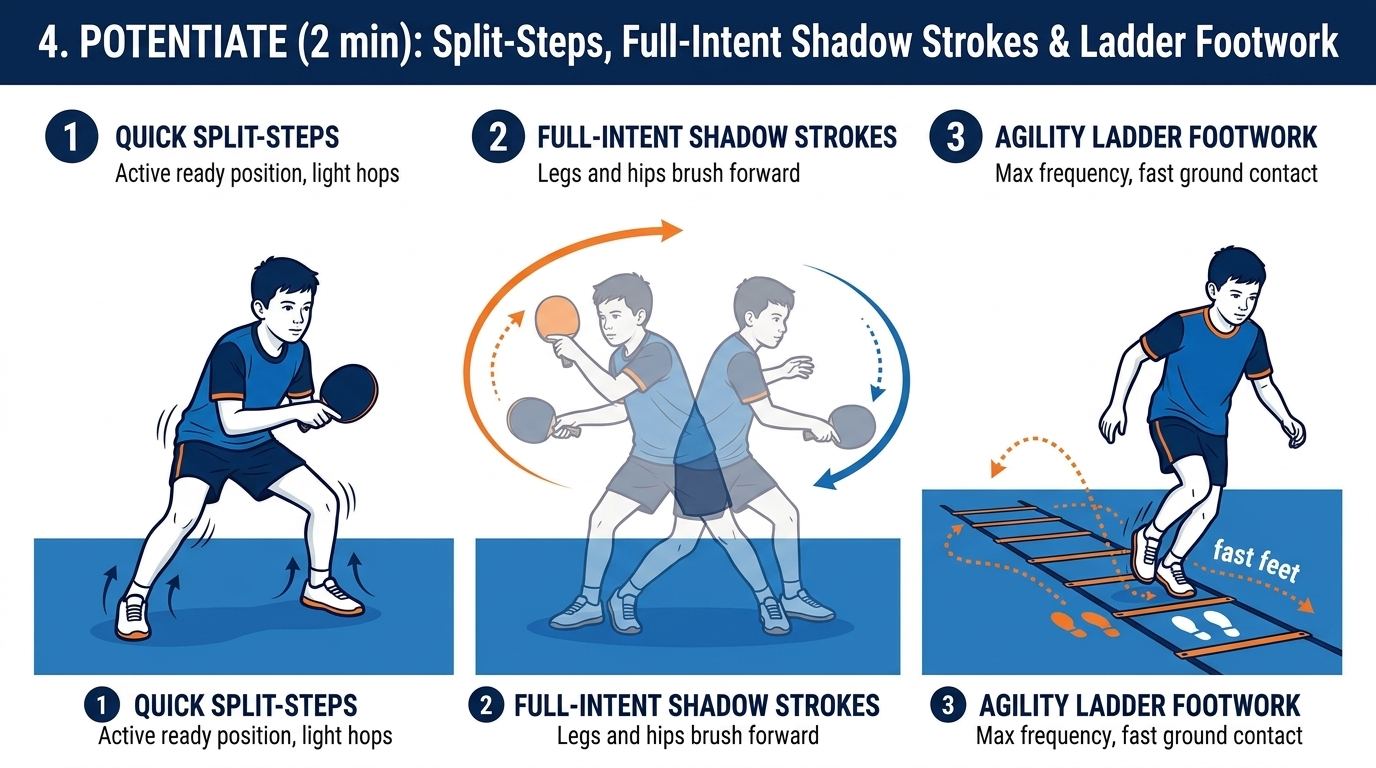 4. POTENTIATE (2 min): Split-Steps, Full-Intent Shadow Strokes & Ladder Footwork
1 QUICK SPLIT-STEPS
Active ready position, light hops
2 FULL-INTENT SHADOW STROKES
Legs and hips brush forward
3 AGILITY LADDER FOOTWORK
Max frequency, fast ground contact
fast feet
1 QUICK SPLIT-STEPS
Active ready position, light hops
2 FULL-INTENT SHADOW STROKES
Legs and hips brush forward
3 AGILITY LADDER FOOTWORK
Max frequency, fast ground contact